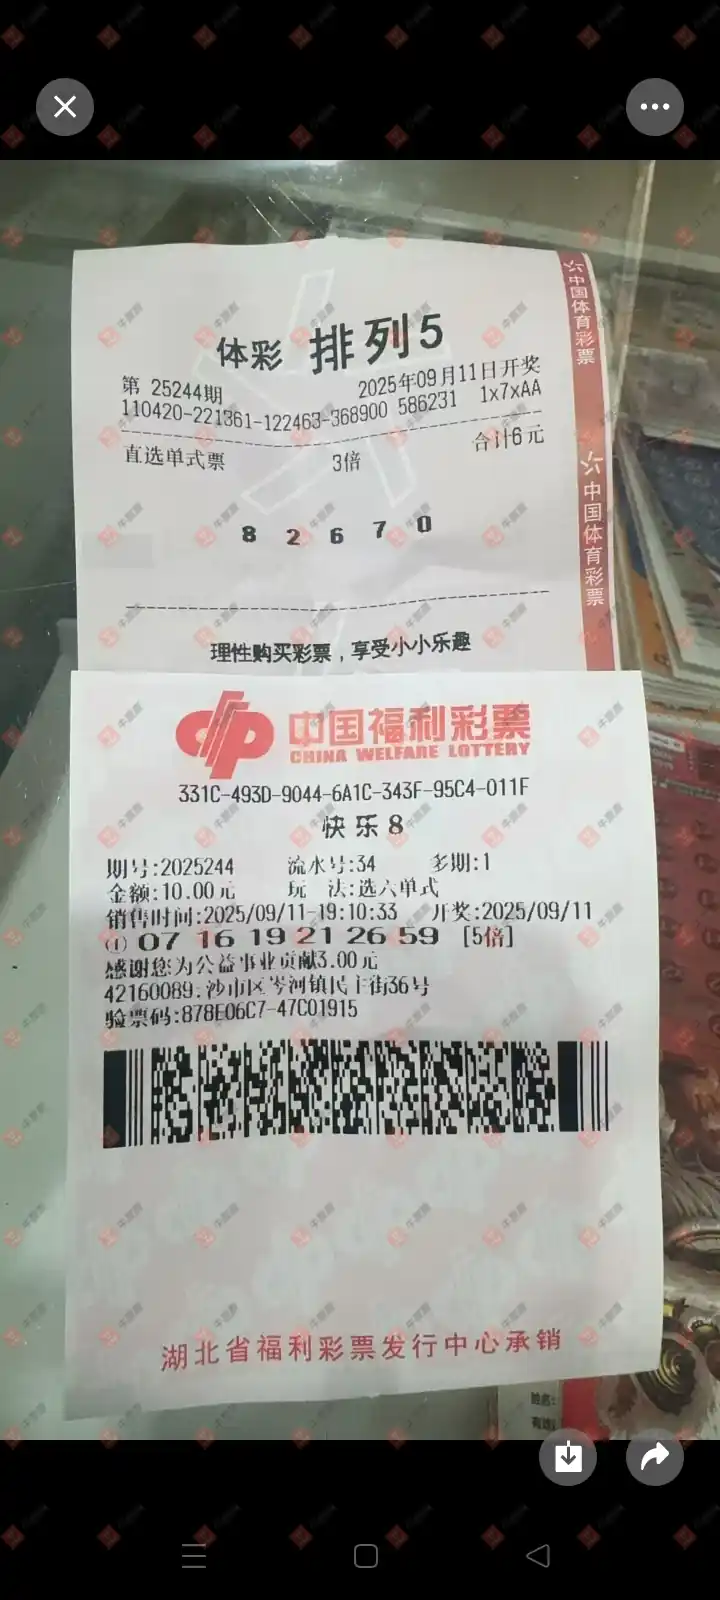 体彩 排列5
第 25244期 2025年09月11日开奖
110420-221361-122463-368900 586231 1x7xAA
直选单式票 3倍 合计6元
8 2 6 7 0
理性购买彩票，享受小小乐趣
中国体育彩票
中国体育彩票
中国福利彩票
CHINA WELFARE LOTTERY
331C-493D-9044-6A1C-343F-95C4-011F
快乐8
期号:2025244 流水号:34 多期:1
金额:10.00元 玩 法:选六单式
销售时间:2025/09/11-19:10:33 开奖:2025/09/11
(1) 07 16 19 21 26 59 [5倍]
感谢您为公益事业贡献3.00元
42160089.沙市区岑河镇民主街36号
验票码:878E06C7-47C01915
湖北省福利彩票发行中心承销